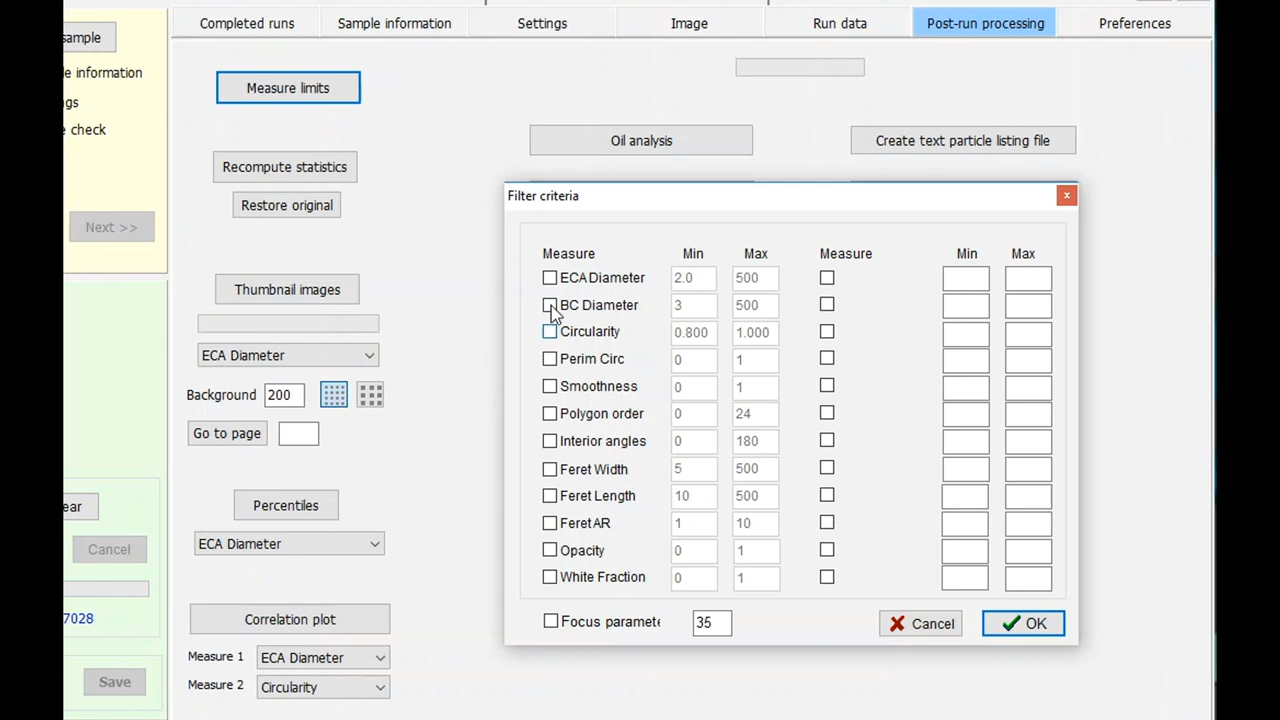 Completed runs
Sample information
Settings
Image
Run data
Post-run processing
Preferences
sample
e information
gs
e check
Next >>
ear
Cancel
7028
Save
Measure limits
Recompute statistics
Restore original
Thumbnail images
ECA Diameter
Background 200
Go to page
Percentiles
ECA Diameter
Correlation plot
Measure 1 ECA Diameter
Measure 2 Circularity
Oil analysis
Create text particle listing file
Filter criteria
x
Measure Min Max Measure Min Max
ECA Diameter 2.0 500
BC Diameter 3 500
Circularity 0.800 1.000
Perim Circ 0 1
Smoothness 0 1
Polygon order 0 24
Interior angles 0 180
Feret Width 5 500
Feret Length 10 500
Feret AR 1 10
Opacity 0 1
White Fraction 0 1
Focus paramete 35
Cancel
OK